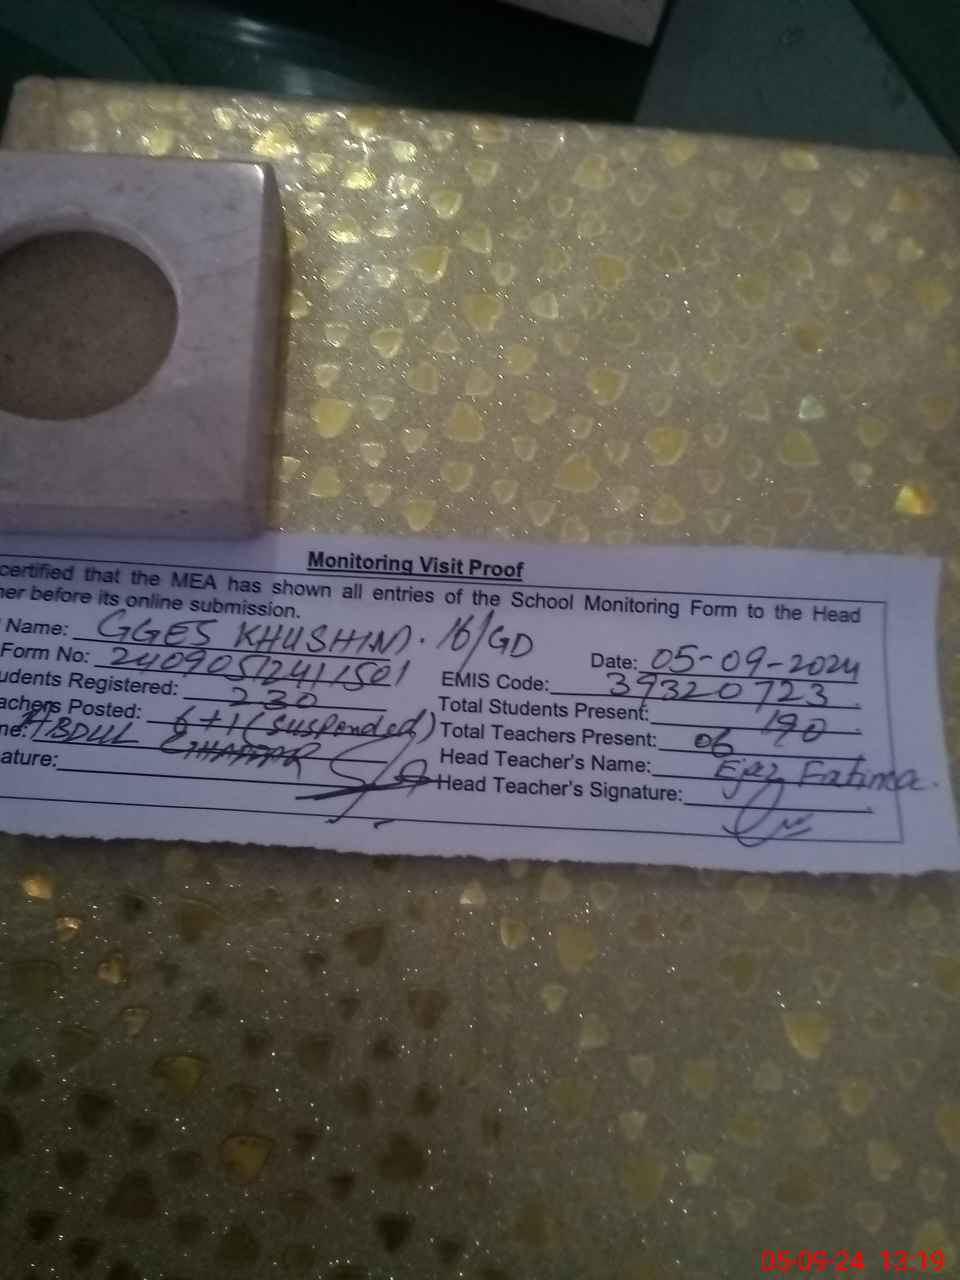 Monitoring Visit Proof
certified that the MEA has shown all entries of the School Monitoring Form to the Head
her before its online submission.
Name: GGES KHUSHIM. 16/GD
Date: 05-09-2024
Form No: 24090512411501
EMIS Code: 39320723
udents Registered: 230
Total Students Present: 190
achers Posted: 6+1 (suspended)
Total Teachers Present: 06
ne: ABDUL GHAFFAR
Head Teacher's Name: Ejaz Fatima.
ature:
Head Teacher's Signature:
05-09-24 13:19